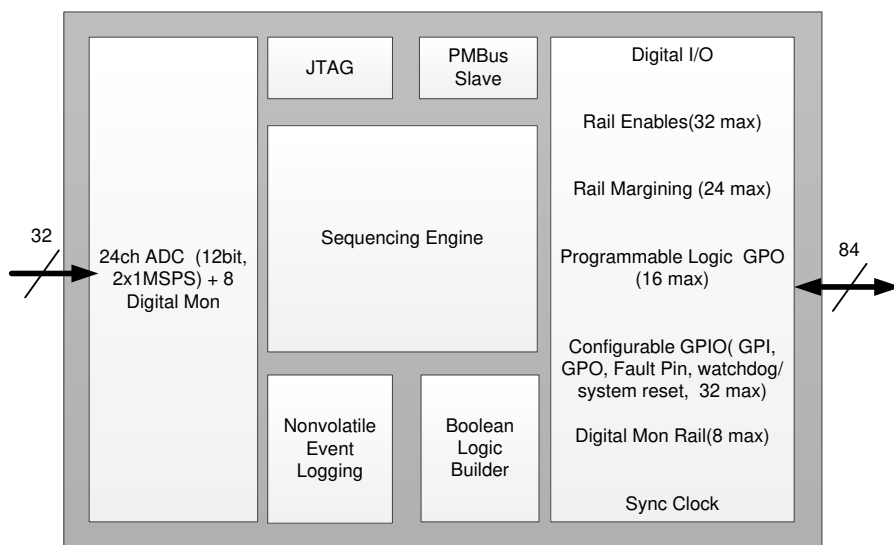 32
24ch ADC (12bit,
2x1MSPS) + 8
Digital Mon
JTAG
PMBus
Slave
Sequencing Engine
Nonvolatile
Event
Logging
Boolean
Logic
Builder
Digital I/O
Rail Enables(32 max)
Rail Margining (24 max)
Programmable Logic GPO
(16 max)
Configurable GPIO( GPI,
GPO, Fault Pin, watchdog/
system reset, 32 max)
Digital Mon Rail(8 max)
Sync Clock
84